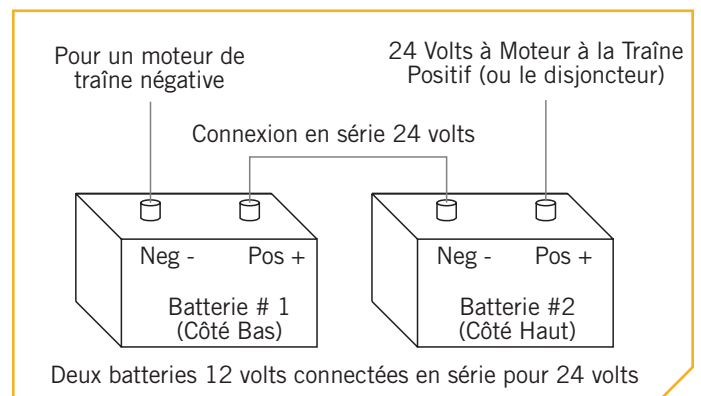 Pour un moteur de
traîne négative
24 Volts à Moteur à la Traîne
Positif (ou le disjoncteur)
Connexion en série 24 volts
Neg - Pos +
Batterie # 1
(Côté Bas)
Neg - Pos +
Batterie #2
(Côté Haut)
Deux batteries 12 volts connectées en série pour 24 volts